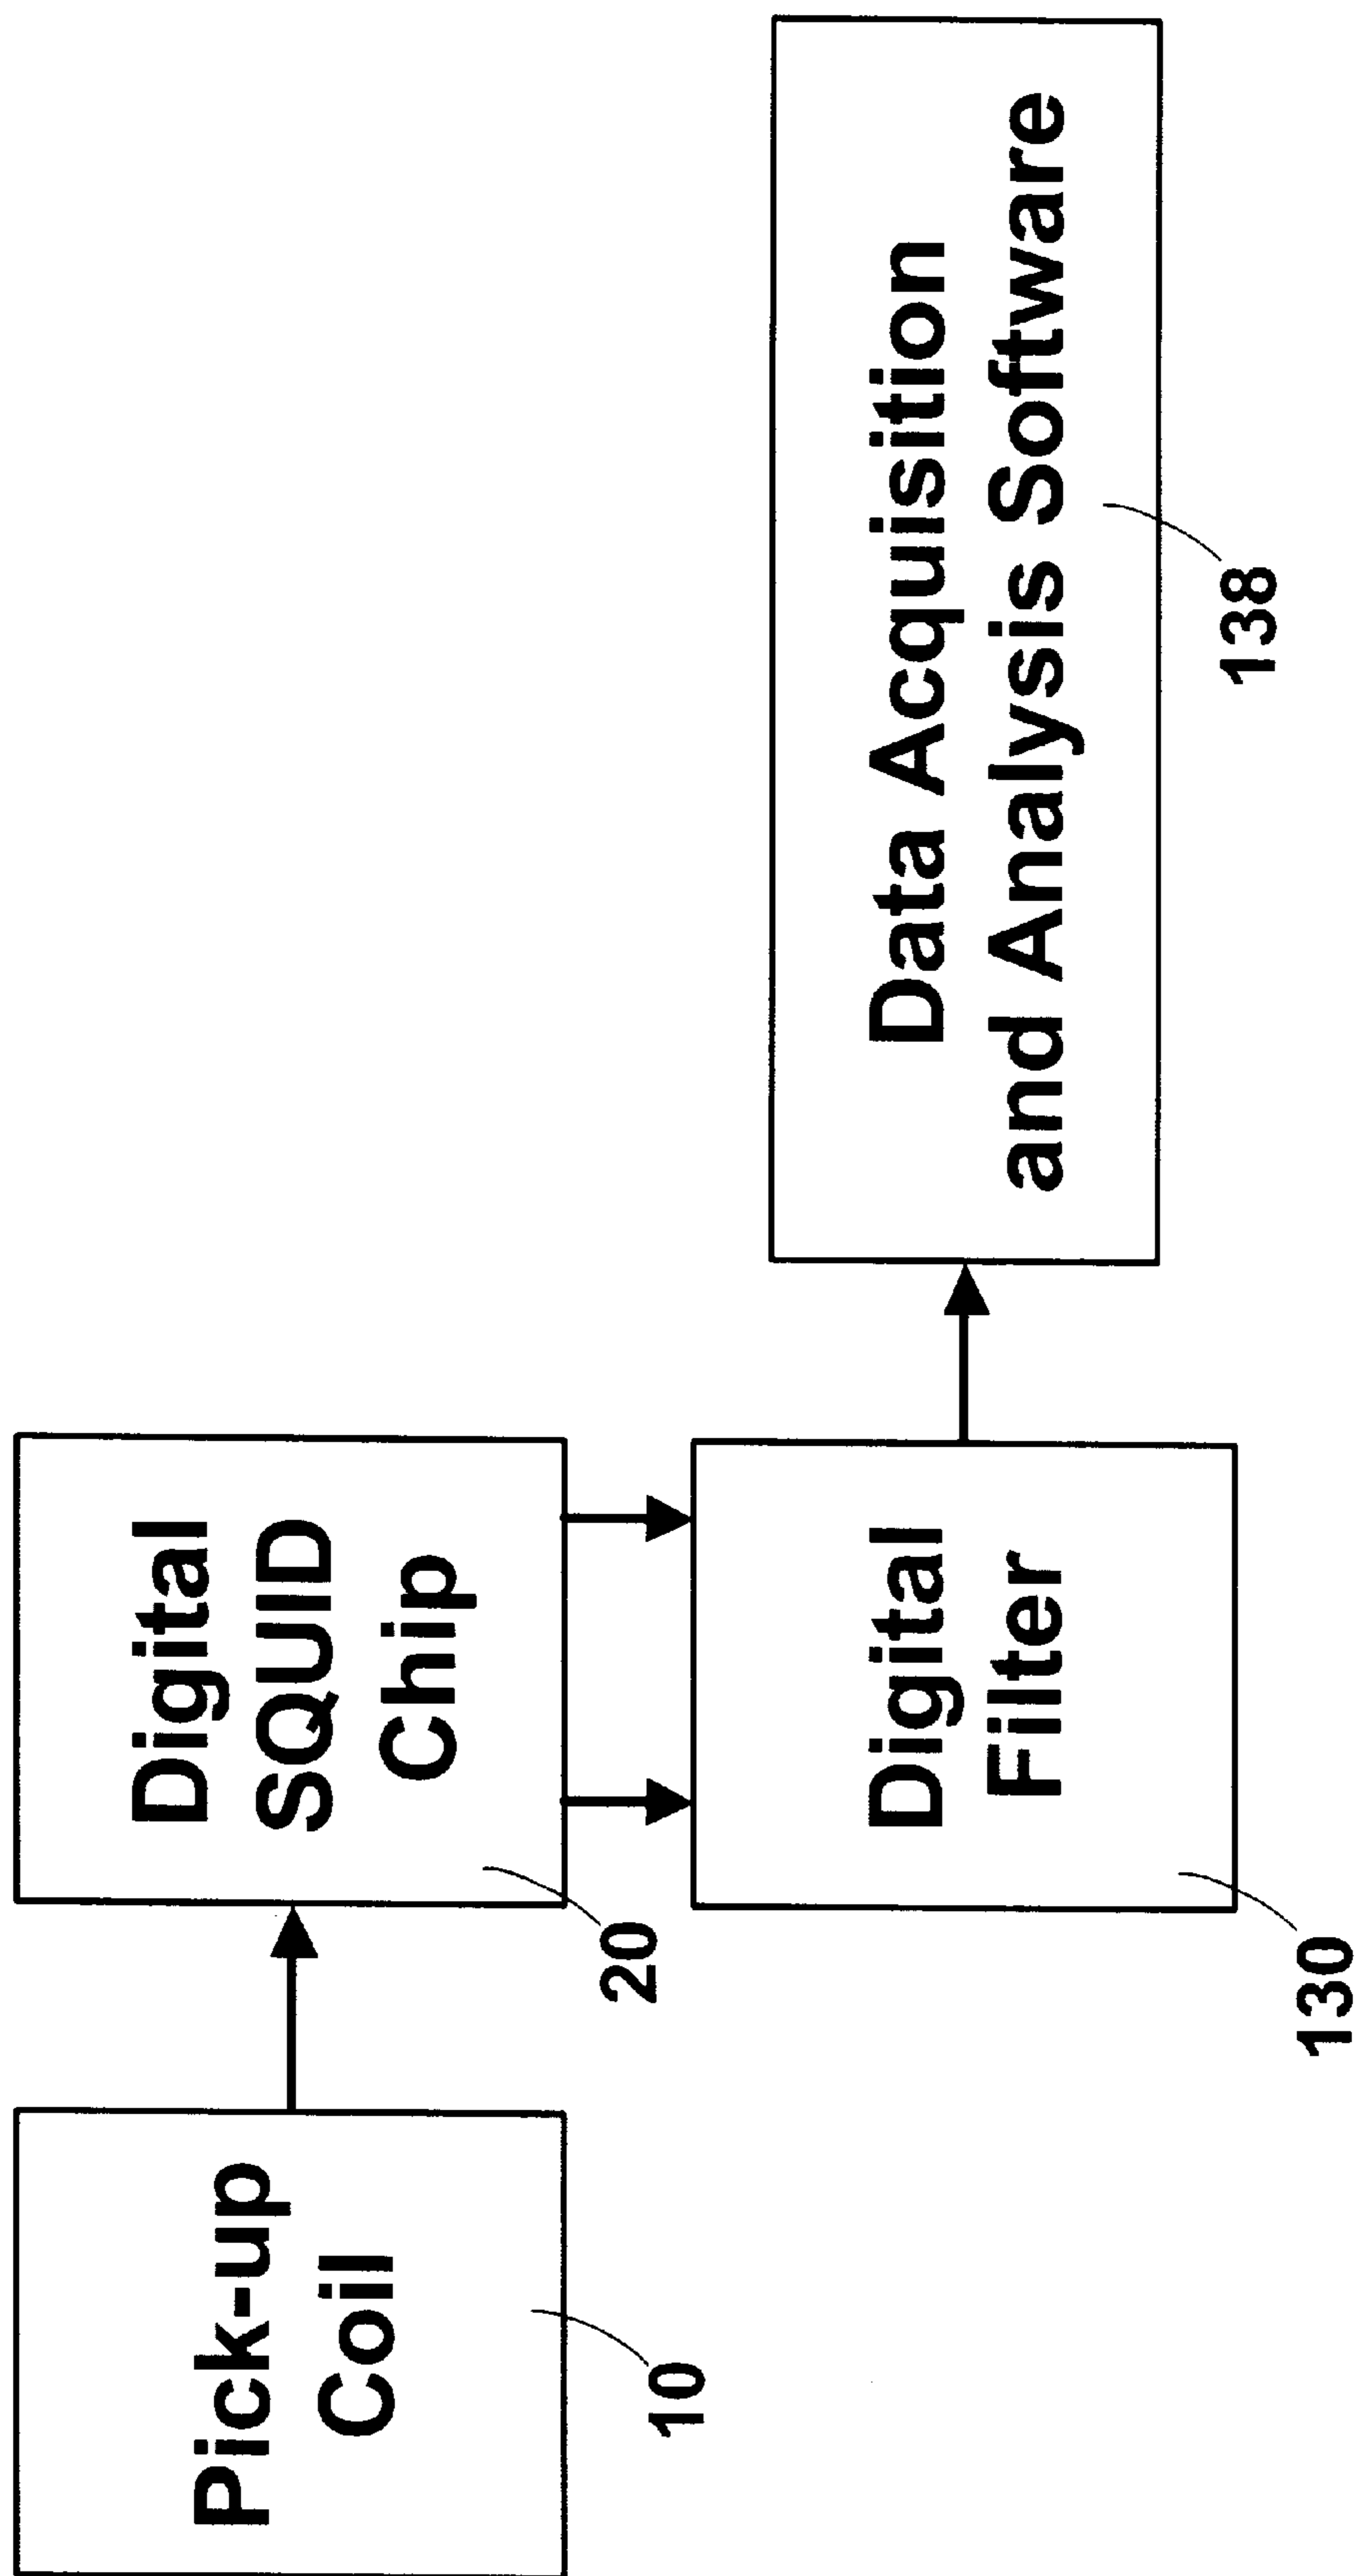 Pick-up
Coil
10
Digital
SQUID
Chip
20
Digital
Filter
130
Data Acquisition
and Analysis Software
138